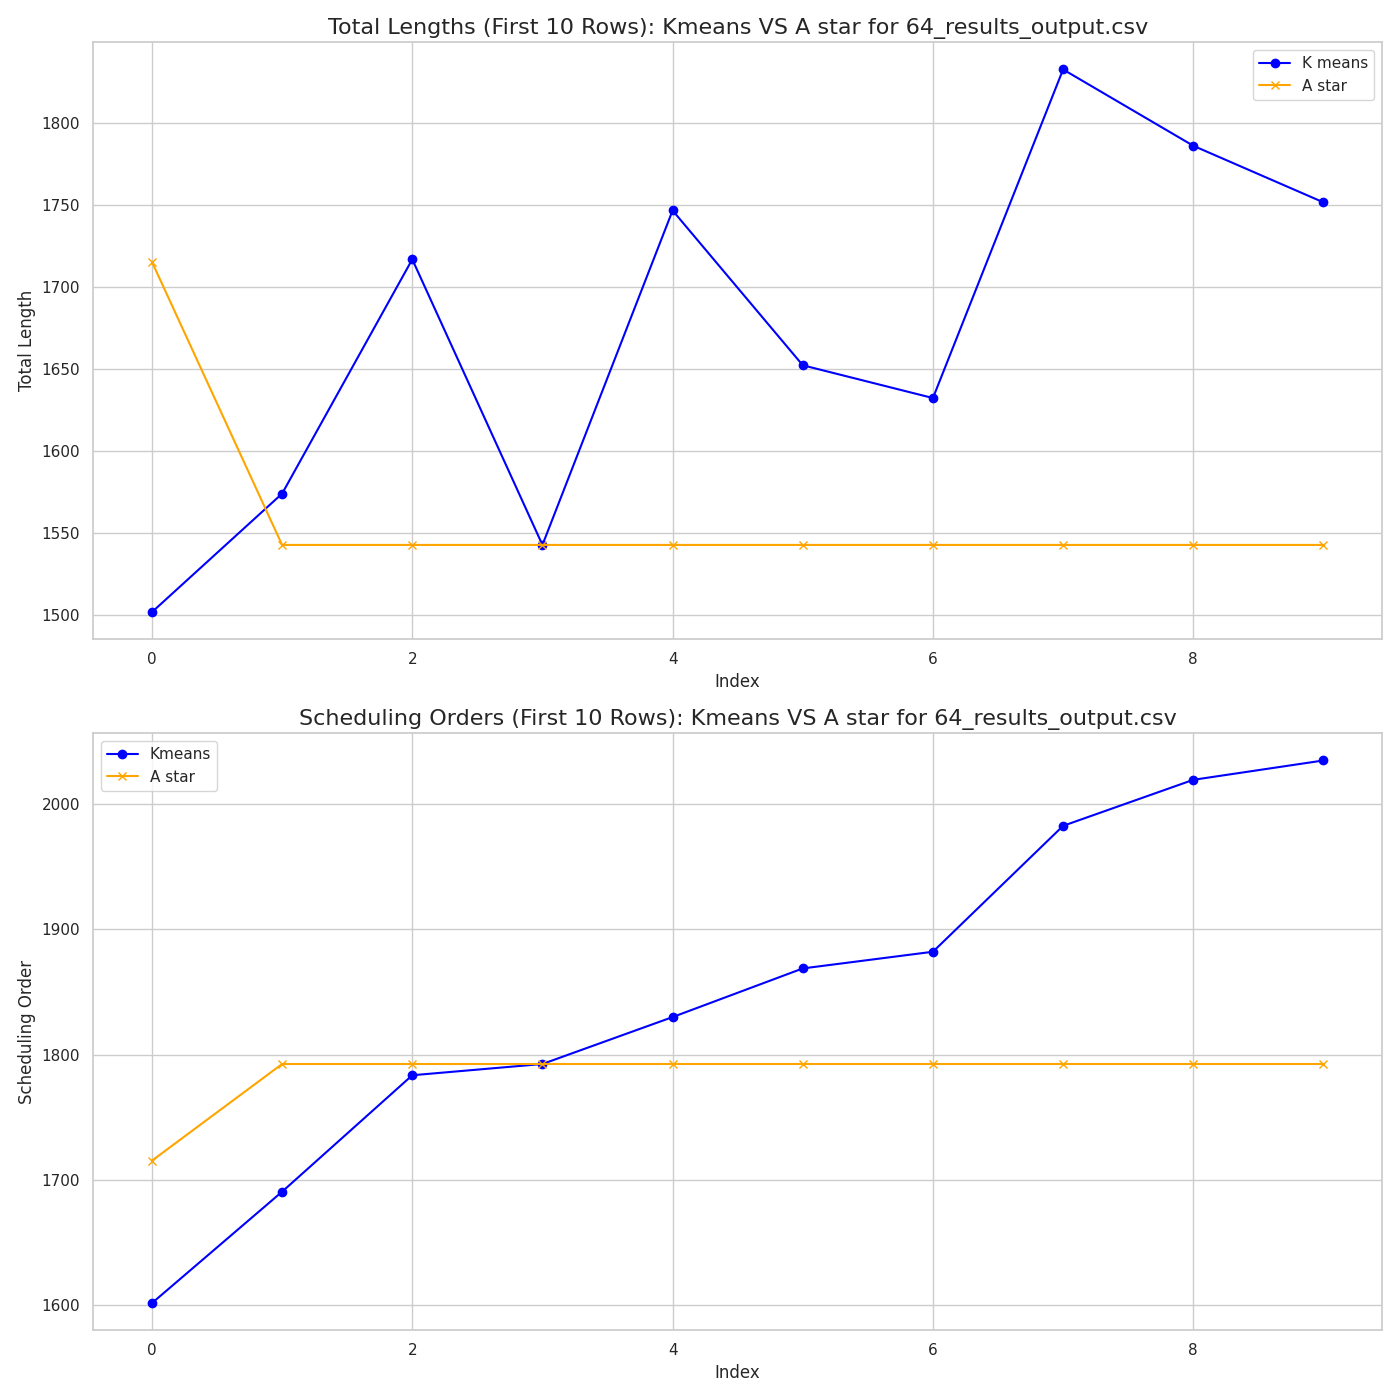 Total Lengths (First 10 Rows): Kmeans VS A star for 64_results_output.csv
K means
A star
1800
1750
1700
1650
1600
1550
1500
Total Length
0 2 4 6 8
Index
Scheduling Orders (First 10 Rows): Kmeans VS A star for 64_results_output.csv
Kmeans
A star
2000
1900
1800
1700
1600
Scheduling Order
0 2 4 6 8
Index